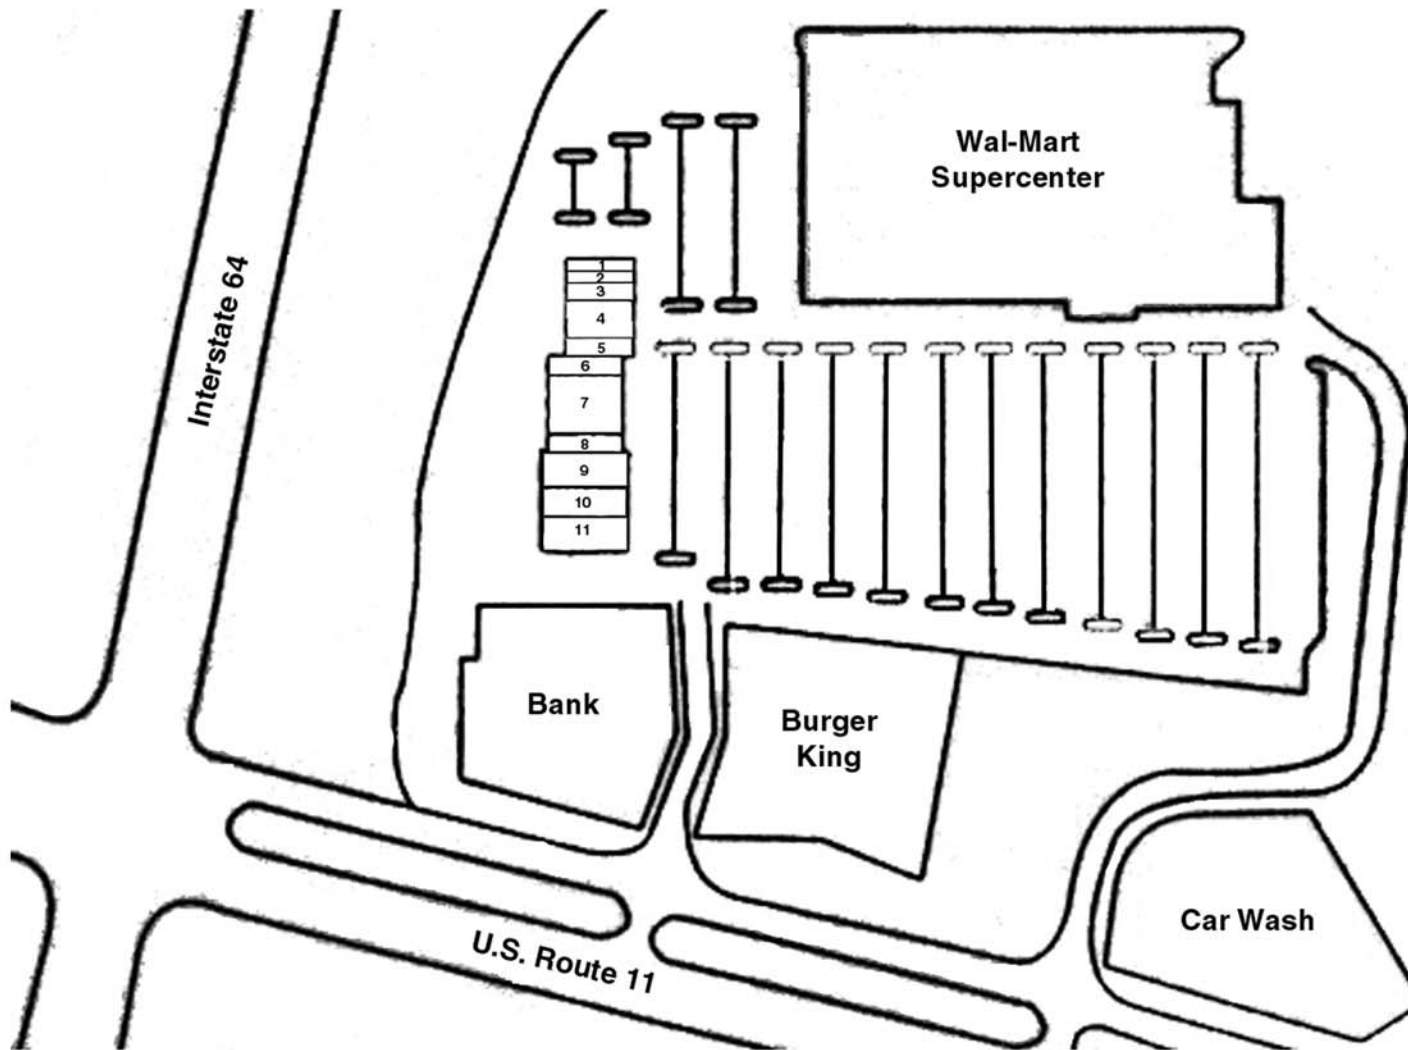 Wal-Mart
Supercenter
Interstate 64
1
2
3
4
5
6
7
8
9
10
11
Bank
Burger
King
Car Wash
U.S. Route 11